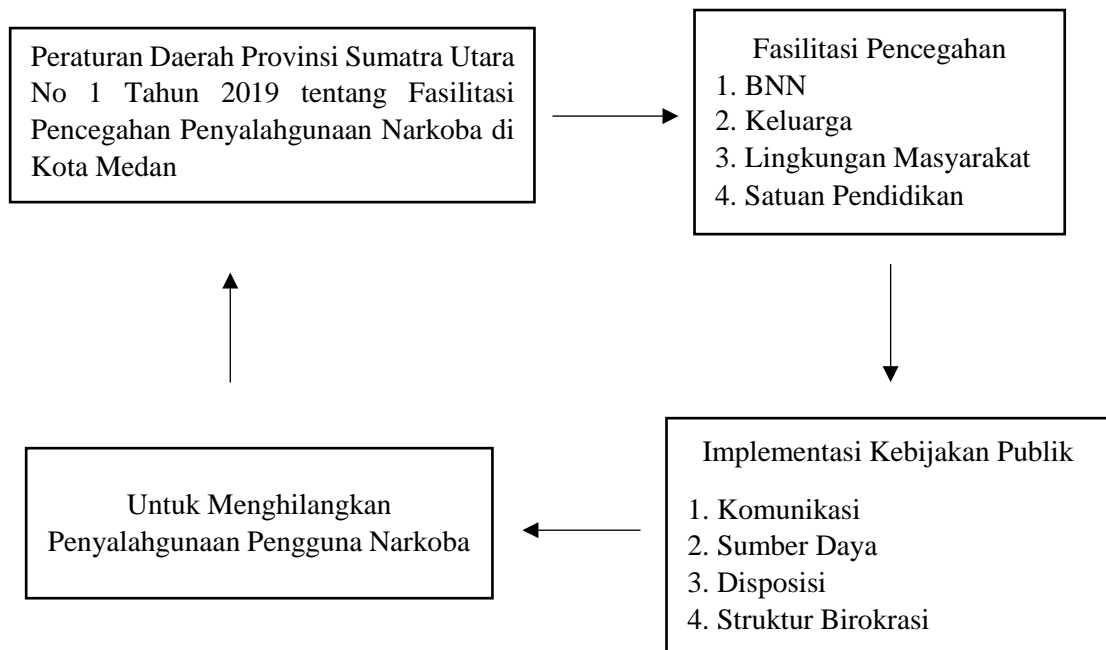 Peraturan Daerah Provinsi Sumatra Utara
No 1 Tahun 2019 tentang Fasilitasi
Pencegahan Penyalahgunaan Narkoba di
Kota Medan
Fasilitasi Pencegahan
1. BNN
2. Keluarga
3. Lingkungan Masyarakat
4. Satuan Pendidikan
Implementasi Kebijakan Publik
1. Komunikasi
2. Sumber Daya
3. Disposisi
4. Struktur Birokrasi
Untuk Menghilangkan
Penyalahgunaan Pengguna Narkoba